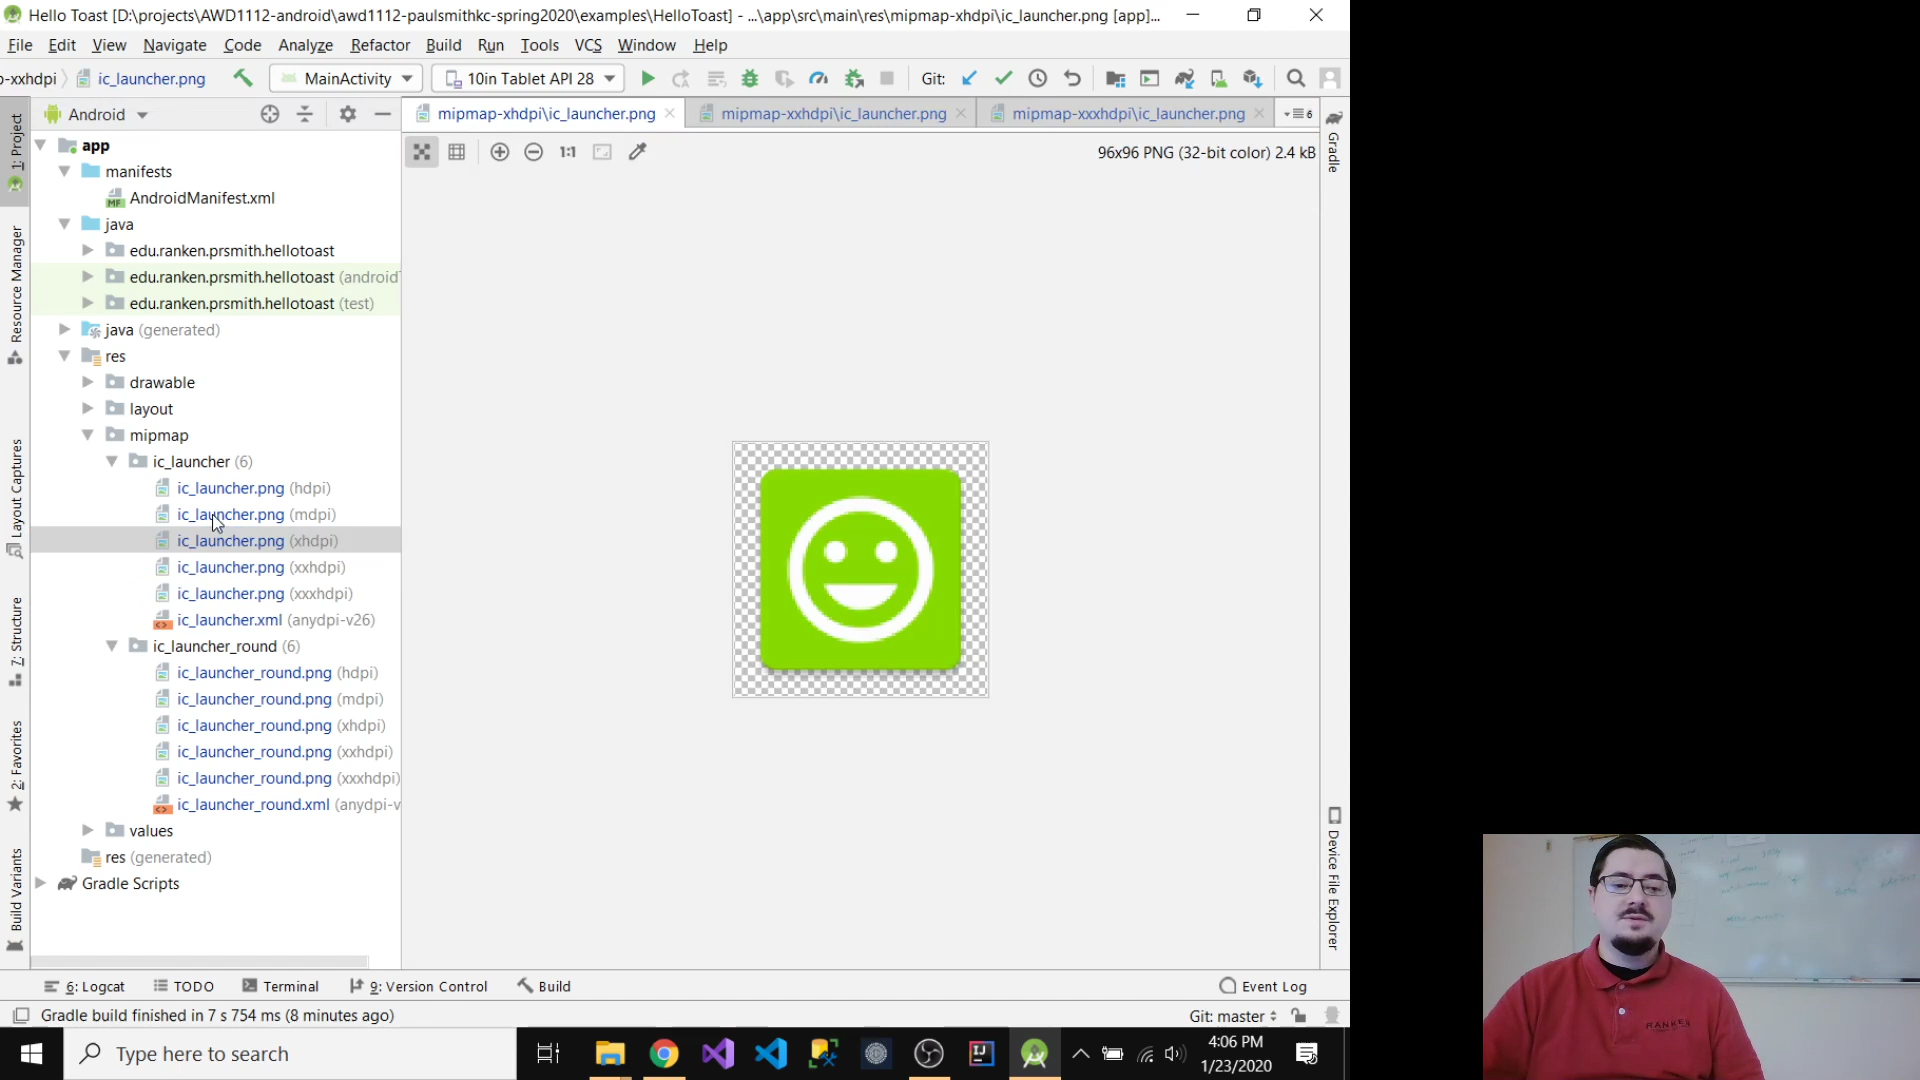 Hello Toast [D:\projects\AWD1112-android\awd1112-paulsmithkc-spring2020\examples\HelloToast] - ...\app\src\main\res\mipmap-xhdpi\ic_launcher.png [app]...
File Edit View Navigate Code Analyze Refactor Build Run Tools VCS Window Help
p-xxhdpi ic_launcher.png MainActivity 10in Tablet API 28 Git:
Android
mipmap-xhdpi\ic_launcher.png mipmap-xxhdpi\ic_launcher.png mipmap-xxxhdpi\ic_launcher.png 6
1:1 96x96 PNG (32-bit color) 2.4 kB
1: Project
Resource Manager
Layout Captures
7: Structure
2: Favorites
Build Variants
app
manifests
AndroidManifest.xml
java
edu.ranken.prsmith.hellotoast
edu.ranken.prsmith.hellotoast (android
edu.ranken.prsmith.hellotoast (test)
java (generated)
res
drawable
layout
mipmap
ic_launcher (6)
ic_launcher.png (hdpi)
ic_launcher.png (mdpi)
ic_launcher.png (xhdpi)
ic_launcher.png (xxhdpi)
ic_launcher.png (xxxhdpi)
ic_launcher.xml (anydpi-v26)
ic_launcher_round (6)
ic_launcher_round.png (hdpi)
ic_launcher_round.png (mdpi)
ic_launcher_round.png (xhdpi)
ic_launcher_round.png (xxhdpi)
ic_launcher_round.png (xxxhdpi)
ic_launcher_round.xml (anydpi-v
values
res (generated)
Gradle Scripts
Gradle
Device File Explorer
6: Logcat TODO Terminal 9: Version Control Build Event Log
Gradle build finished in 7 s 754 ms (8 minutes ago) Git: master
Type here to search
4:06 PM
1/23/2020
RANKEN